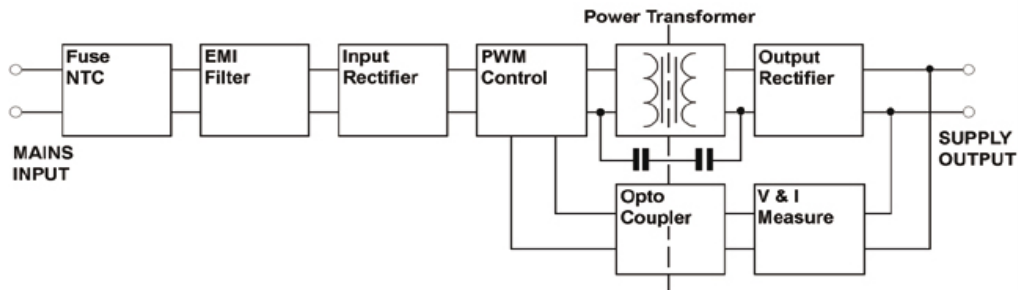 Power Transformer
Fuse
NTC
EMI
Filter
Input
Rectifier
PWM
Control
Output
Rectifier
MAINS
INPUT
SUPPLY
OUTPUT
Opto
Coupler
V & I
Measure